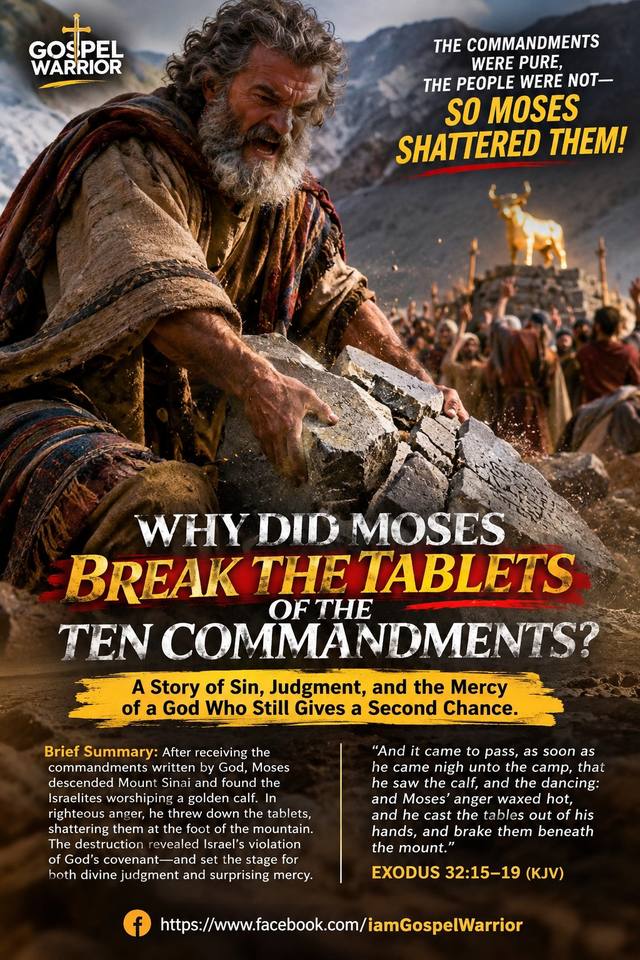 GOSPEL
WARRIOR
THE COMMANDMENTS
WERE PURE,
THE PEOPLE WERE NOT—
SO MOSES
SHATTERED THEM!
WHY DID MOSES
BREAK THE TABLETS
OF THE
TEN COMMANDMENTS?
A Story of Sin, Judgment, and the Mercy
of a God Who Still Gives a Second Chance.
Brief Summary: After receiving the
commandments written by God, Moses
descended Mount Sinai and found the
Israelites worshiping a golden calf. In
righteous anger, he threw down the tablets,
shattering them at the foot of the mountain.
The destruction revealed Israel's violation
of God's covenant—and set the stage for
both divine judgment and surprising mercy.
"And it came to pass, as soon as
he came nigh unto the camp, that
he saw the calf, and the dancing:
and Moses' anger waxed hot,
and he cast the tables out of his
hands, and brake them beneath
the mount."
EXODUS 32:15–19 (KJV)
https://www.facebook.com/iamGospelWarrior